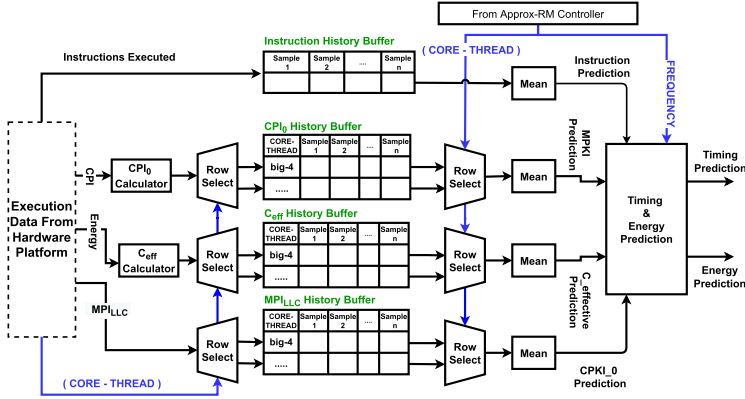 From Approx-RM Controller
Instruction History Buffer
( CORE - THREAD )
Instructions Executed
Sample 1
Sample 2
....
Sample n
Mean
Instruction Prediction
FREQUENCY
CPI0 History Buffer
CORE-THREAD
Sample 1
Sample 2
....
Sample n
big-4
.....
CPI
CPI0 Calculator
Row Select
Row Select
Mean
MPKI Prediction
Timing Prediction
Execution Data From Hardware Platform
Timing & Energy Prediction
Ceff History Buffer
CORE-THREAD
Sample 1
Sample 2
....
Sample n
big-4
.....
Energy
Ceff Calculator
Row Select
Row Select
Mean
C_effective Prediction
Energy Prediction
MPILLC History Buffer
CORE-THREAD
Sample 1
Sample 2
....
Sample n
big-4
.....
MPILLC
Row Select
Row Select
Mean
CPKI_0 Prediction
( CORE - THREAD )